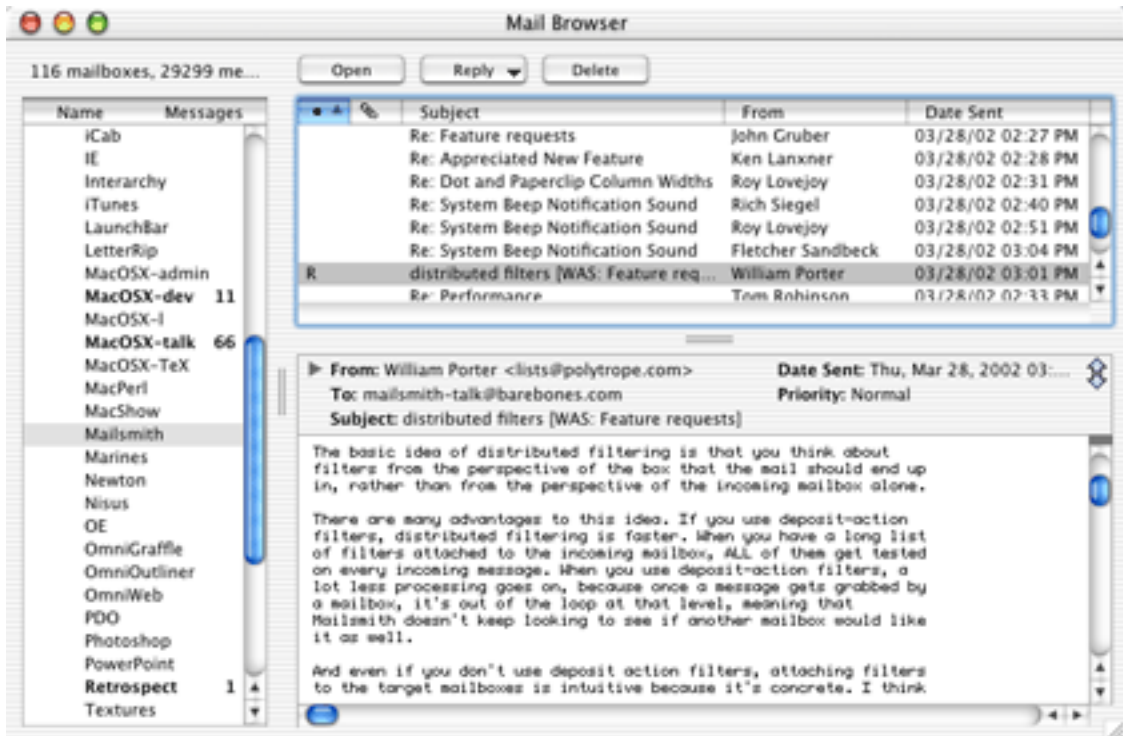 Mail Browser
116 mailboxes, 29299 me...
Open Reply Delete
Name Messages
iCab
IE
Interarchy
iTunes
LaunchBar
LetterRip
MacOSX-admin
MacOSX-dev 11
MacOSX-l
MacOSX-talk 66
MacOSX-TeX
MacPerl
MacShow
Mailsmith
Marines
Newton
Nisus
OE
OmniGraffle
OmniOutliner
OmniWeb
PDO
Photoshop
PowerPoint
Retrospect 1
Textures
Subject From Date Sent
Re: Feature requests John Gruber 03/28/02 02:27 PM
Re: Appreciated New Feature Ken Lanxner 03/28/02 02:28 PM
Re: Dot and Paperclip Column Widths Roy Lovejoy 03/28/02 02:31 PM
Re: System Beep Notification Sound Rich Siegel 03/28/02 02:40 PM
Re: System Beep Notification Sound Roy Lovejoy 03/28/02 02:51 PM
Re: System Beep Notification Sound Fletcher Sandbeck 03/28/02 03:04 PM
R distributed filters [WAS: Feature req... William Porter 03/28/02 03:01 PM
Re: Performance Tom Robinson 03/28/02 02:33 PM
From: William Porter <lists@polytrope.com> Date Sent: Thu, Mar 28, 2002 03:...
To: mailsmith-talk@barebones.com Priority: Normal
Subject: distributed filters [WAS: Feature requests]
The basic idea of distributed filtering is that you think about
filters from the perspective of the box that the mail should end up
in, rather than from the perspective of the incoming mailbox alone.
There are many advantages to this idea. If you use deposit-action
filters, distributed filtering is faster. When you have a long list
of filters attached to the incoming mailbox, ALL of them get tested
on every incoming message. When you use deposit-action filters, a
lot less processing goes on, because once a message gets grabbed by
a mailbox, it's out of the loop at that level, meaning that
Mailsmith doesn't keep looking to see if another mailbox would like
it as well.
And even if you don't use deposit action filters, attaching filters
to the target mailboxes is intuitive because it's concrete. I think